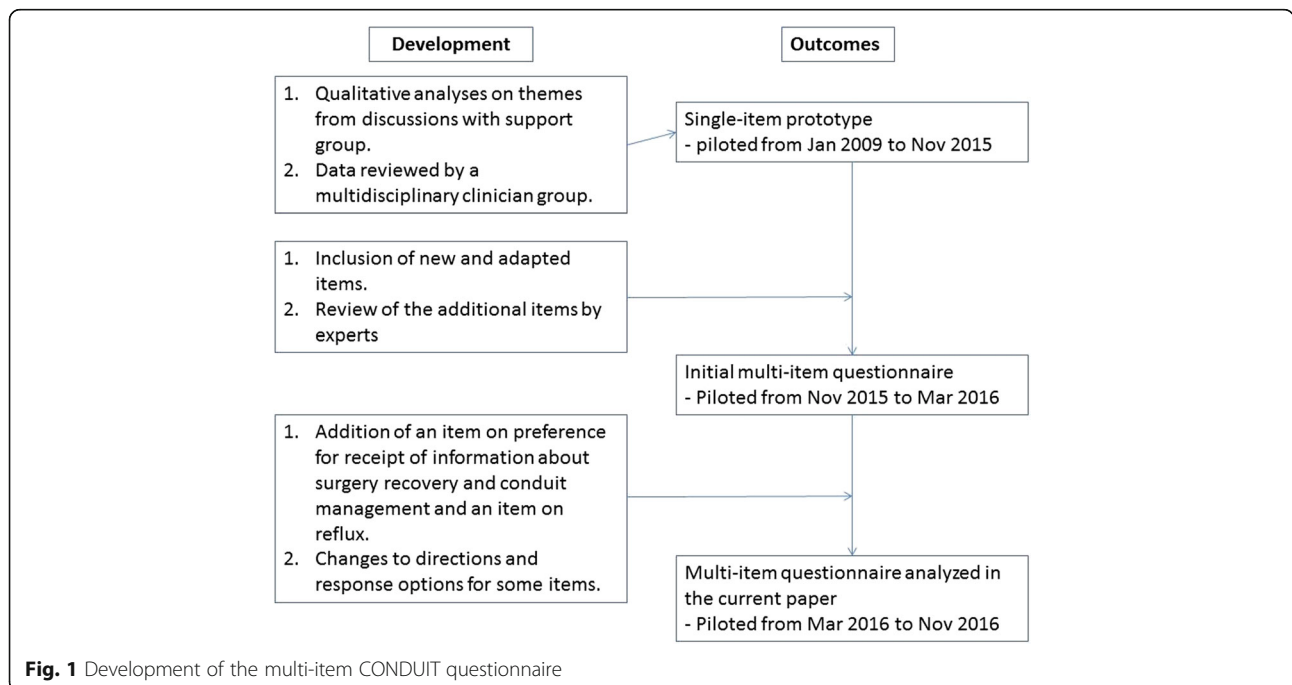 Development
Outcomes
1. Qualitative analyses on themes
from discussions with support
group.
2. Data reviewed by a
multidisciplinary clinician group.
Single-item prototype
- piloted from Jan 2009 to Nov 2015
1. Inclusion of new and adapted
items.
2. Review of the additional items by
experts
Initial multi-item questionnaire
- Piloted from Nov 2015 to Mar 2016
1. Addition of an item on preference
for receipt of information about
surgery recovery and conduit
management and an item on
reflux.
2. Changes to directions and
response options for some items.
Multi-item questionnaire analyzed in
the current paper
- Piloted from Mar 2016 to Nov 2016
Fig. 1 Development of the multi-item CONDUIT questionnaire